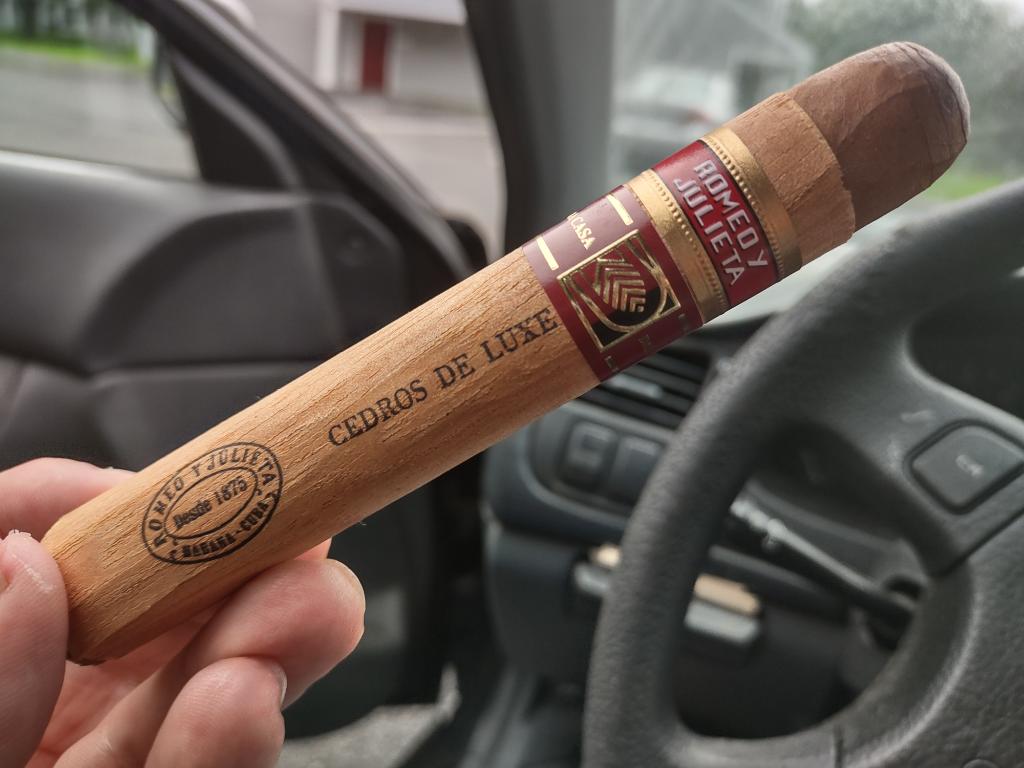 ROMEO Y
JULIETA
CASA
CEDROS DE LUXE
ROMEO Y JULIETA
Desde 1875
HABANA - CUBA